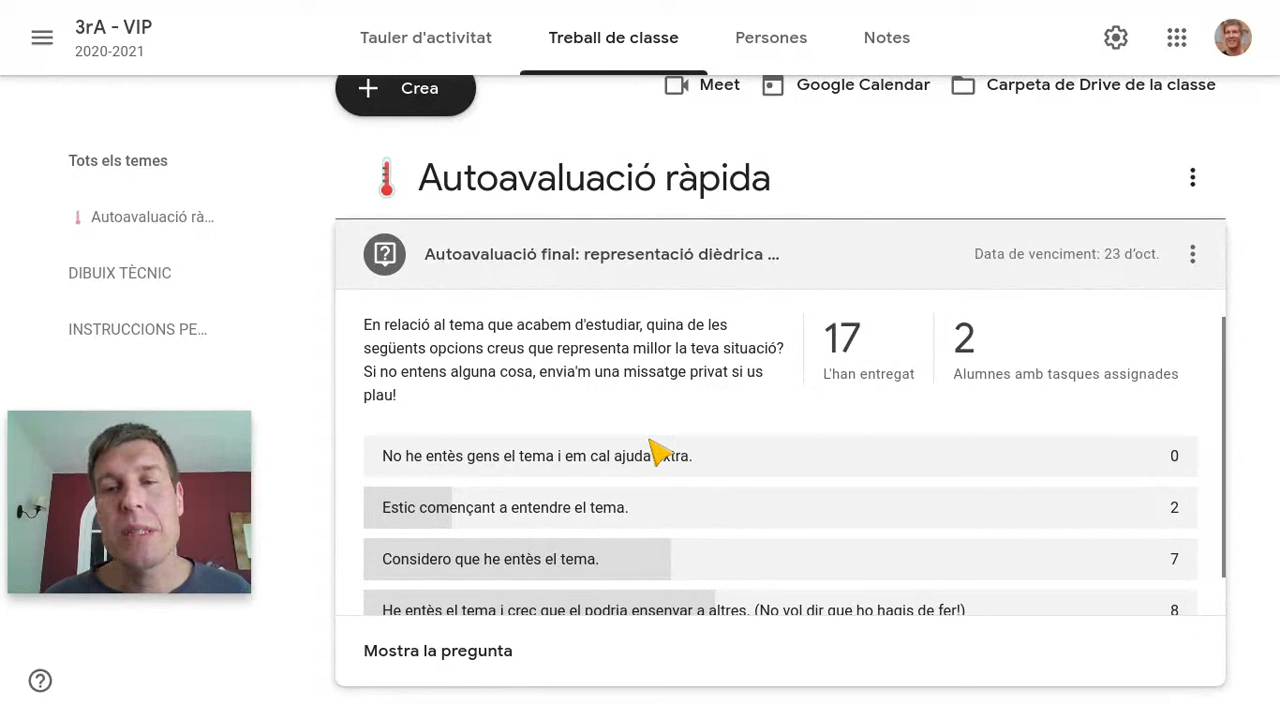 3rA - VIP
2020-2021
Tauler d'activitat
Treball de classe
Persones
Notes
Crea
Meet
Google Calendar
Carpeta de Drive de la classe
Tots els temes
Autoavaluació rà...
DIBUIX TÈCNIC
INSTRUCCIONS PE...
Autoavaluació ràpida
Autoavaluació final: representació dièdrica ...
Data de venciment: 23 d'oct.
En relació al tema que acabem d'estudiar, quina de les
següents opcions creus que representa millor la teva situació?
Si no entens alguna cosa, envia'm una missatge privat si us
plau!
17
L'han entregat
2
Alumnes amb tasques assignades
No he entès gens el tema i em cal ajuda extra.
0
Estic començant a entendre el tema.
2
Considero que he entès el tema.
7
He entès el tema i crec que el podria ensenyar a altres. (No vol dir que ho hagis de fer!)
8
Mostra la pregunta